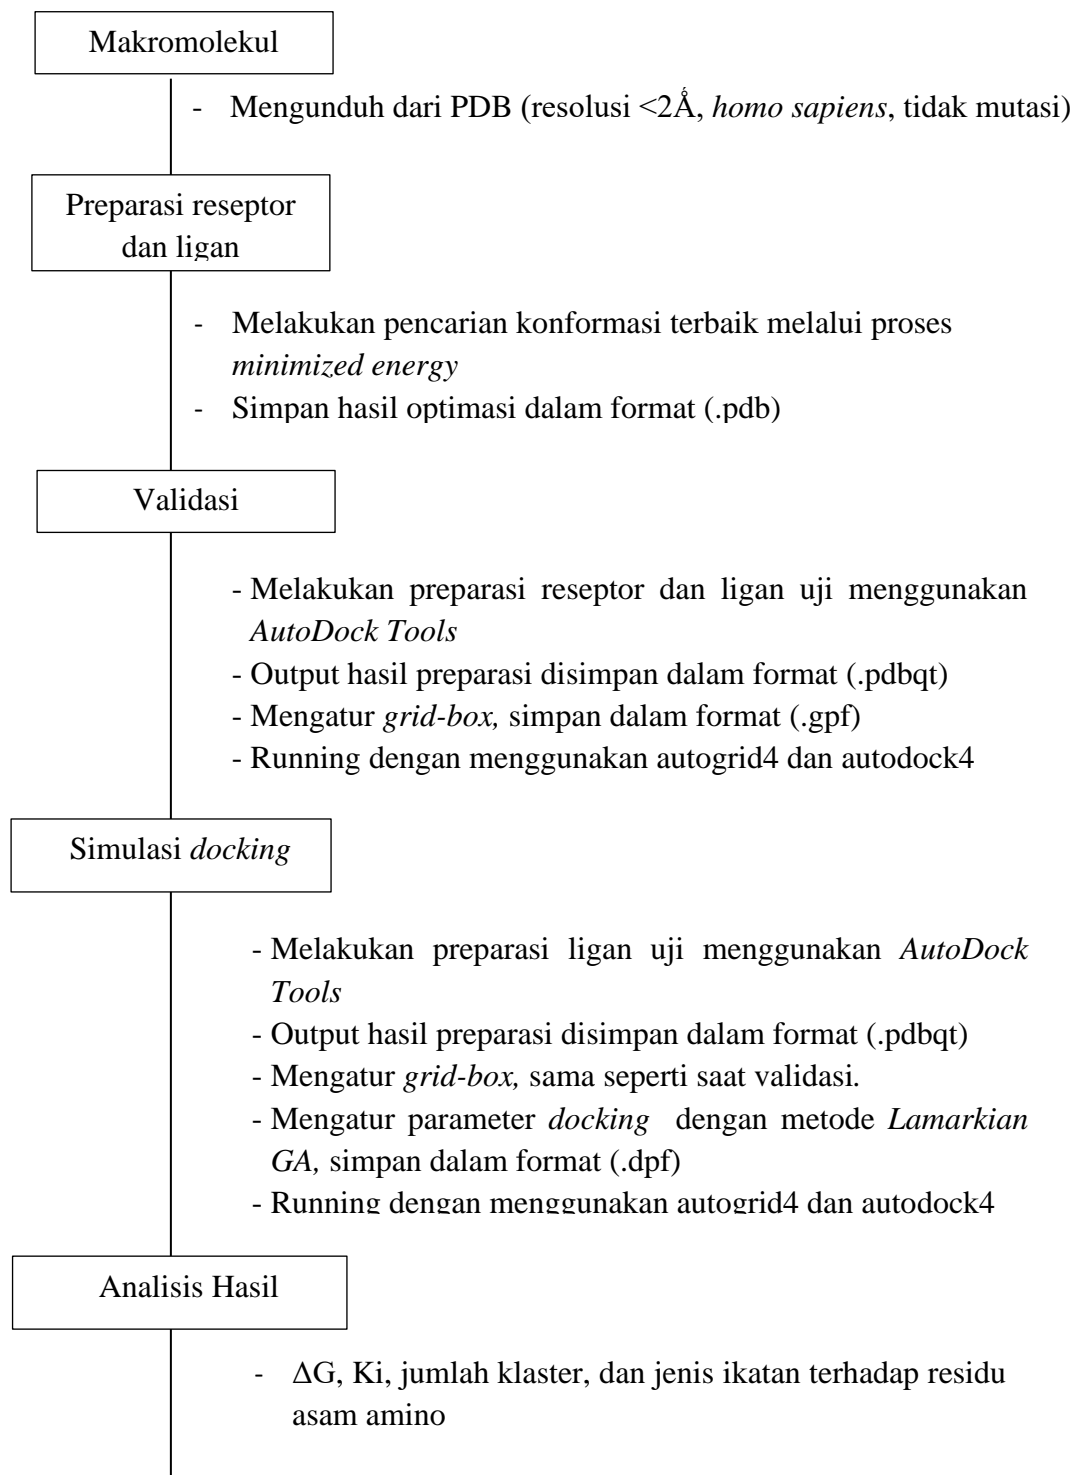 Makromolekul
- Mengunduh dari PDB (resolusi <2Å, homo sapiens, tidak mutasi)
Preparasi reseptor
dan ligan
- Melakukan pencarian konformasi terbaik melalui proses
minimized energy
- Simpan hasil optimasi dalam format (.pdb)
Validasi
- Melakukan preparasi reseptor dan ligan uji menggunakan
AutoDock Tools
- Output hasil preparasi disimpan dalam format (.pdbqt)
- Mengatur grid-box, simpan dalam format (.gpf)
- Running dengan menggunakan autogrid4 dan autodock4
Simulasi docking
- Melakukan preparasi ligan uji menggunakan AutoDock
Tools
- Output hasil preparasi disimpan dalam format (.pdbqt)
- Mengatur grid-box, sama seperti saat validasi.
- Mengatur parameter docking dengan metode Lamarkian
GA, simpan dalam format (.dpf)
- Running dengan menggunakan autogrid4 dan autodock4
Analisis Hasil
- ΔG, Ki, jumlah klaster, dan jenis ikatan terhadap residu
asam amino